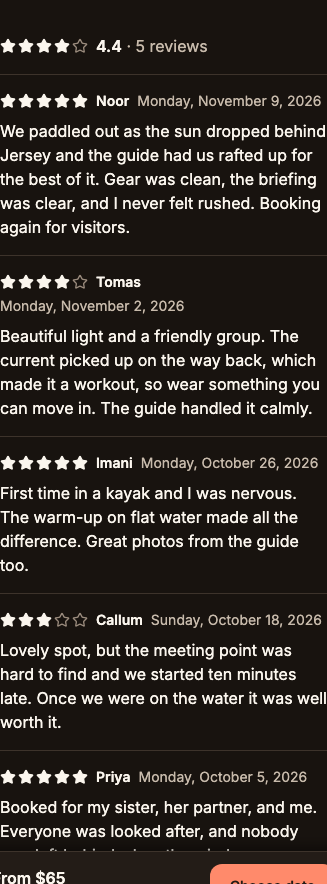 4.4 · 5 reviews
Noor Monday, November 9, 2026
We paddled out as the sun dropped behind
Jersey and the guide had us rafted up for
the best of it. Gear was clean, the briefing
was clear, and I never felt rushed. Booking
again for visitors.
Tomas
Monday, November 2, 2026
Beautiful light and a friendly group. The
current picked up on the way back, which
made it a workout, so wear something you
can move in. The guide handled it calmly.
Imani Monday, October 26, 2026
First time in a kayak and I was nervous.
The warm-up on flat water made all the
difference. Great photos from the guide
too.
Callum Sunday, October 18, 2026
Lovely spot, but the meeting point was
hard to find and we started ten minutes
late. Once we were on the water it was well
worth it.
Priya Monday, October 5, 2026
Booked for my sister, her partner, and me.
Everyone was looked after, and nobody
from $65